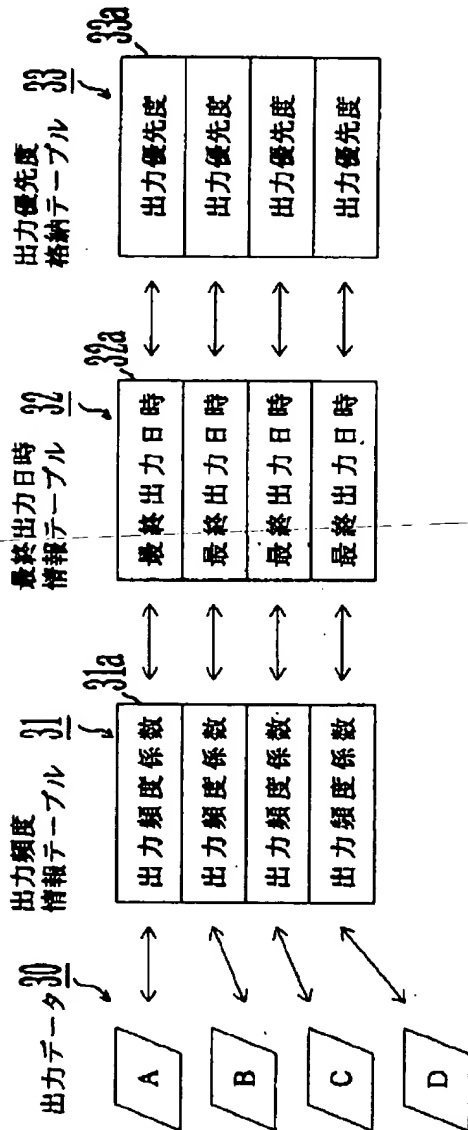 出力データ 30
A
B
C
D
出力頻度
情報テーブル 31
31a
出力頻度係数
出力頻度係数
出力頻度係数
出力頻度係数
最終出力日時
情報テーブル 32
32a
最終出力日時
最終出力日時
最終出力日時
最終出力日時
出力優先度
格納テーブル 33
33a
出力優先度
出力優先度
出力優先度
出力優先度